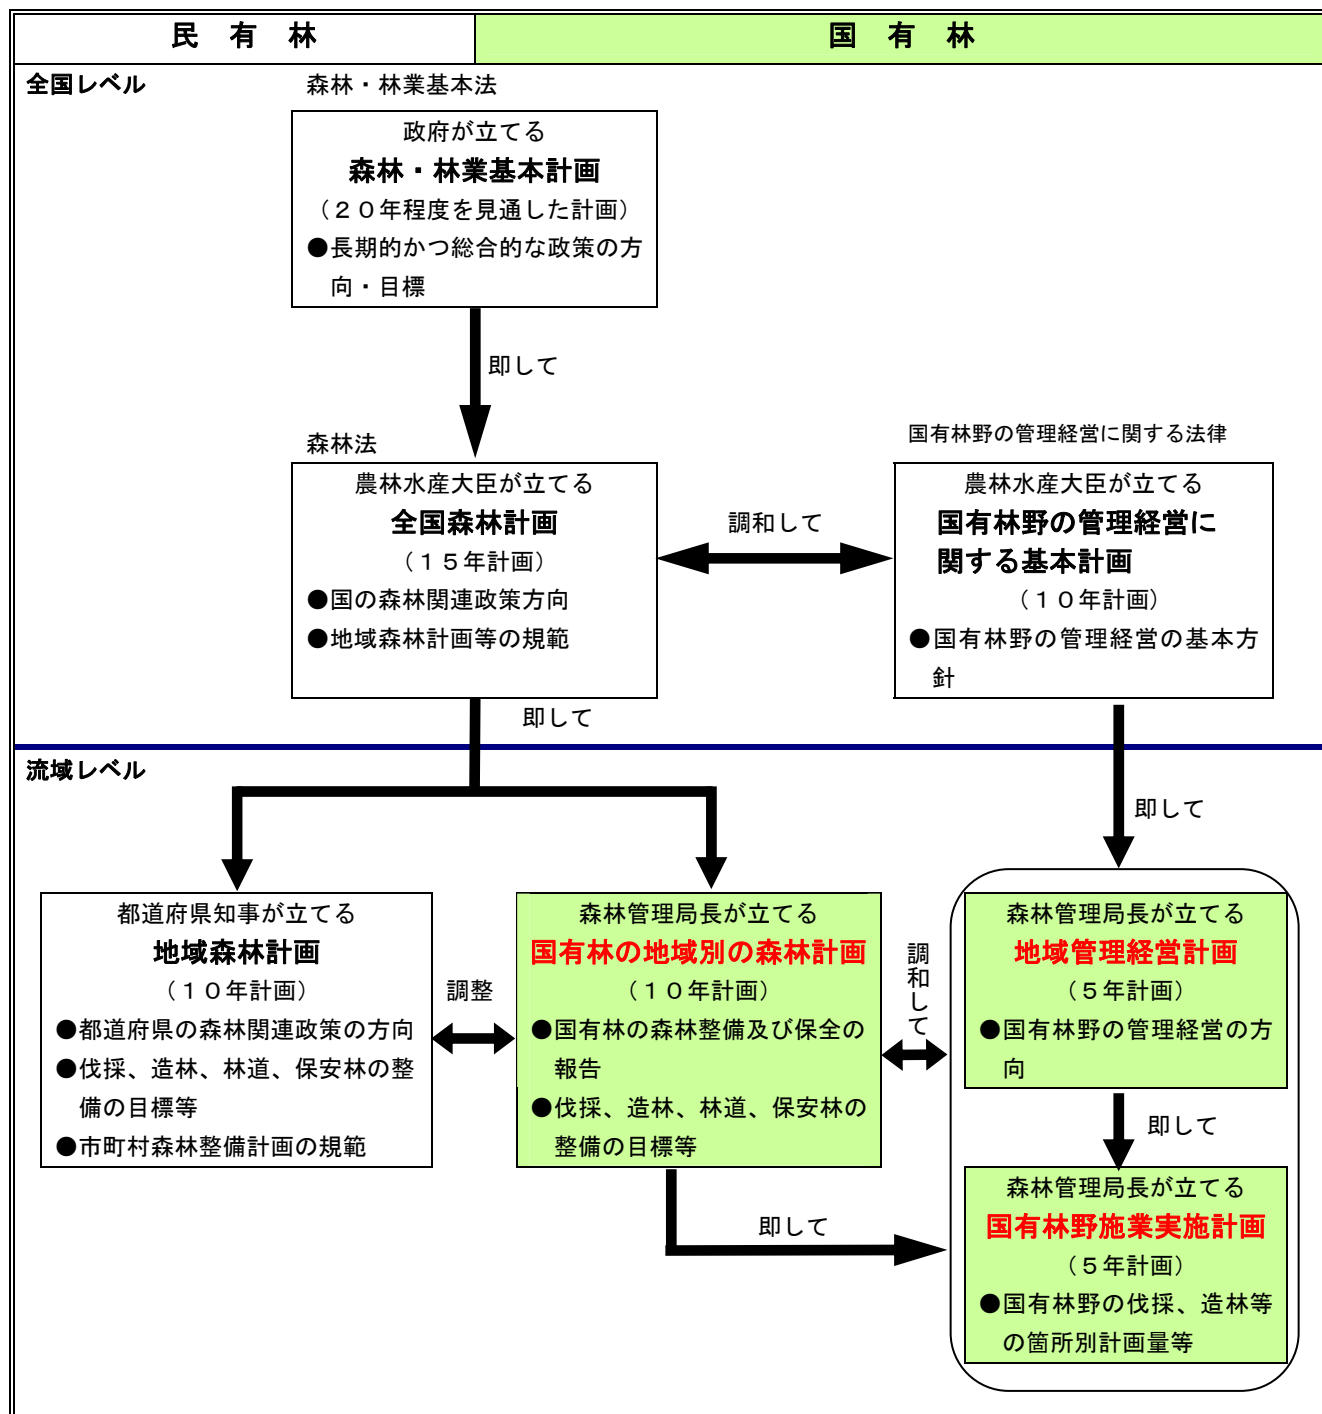 民有林
国有林
全国レベル
森林・林業基本法
政府が立てる
森林・林業基本計画
（２０年程度を見通した計画）
●長期的かつ総合的な政策の方
向・目標
即して
森林法
農林水産大臣が立てる
全国森林計画
（１５年計画）
●国の森林関連政策方向
●地域森林計画等の規範
調和して
国有林野の管理経営に関する法律
農林水産大臣が立てる
国有林野の管理経営に
関する基本計画
（１０年計画）
●国有林野の管理経営の基本方
針
即して
流域レベル
即して
都道府県知事が立てる
地域森林計画
（１０年計画）
●都道府県の森林関連政策の方向
●伐採、造林、林道、保安林の整
備の目標等
●市町村森林整備計画の規範
調整
森林管理局長が立てる
国有林の地域別の森林計画
（１０年計画）
●国有林の森林整備及び保全の
報告
●伐採、造林、林道、保安林の
整備の目標等
調和して
森林管理局長が立てる
地域管理経営計画
（５年計画）
●国有林野の管理経営の方
向
即して
即して
森林管理局長が立てる
国有林野施業実施計画
（５年計画）
●国有林野の伐採、造林等
の箇所別計画量等